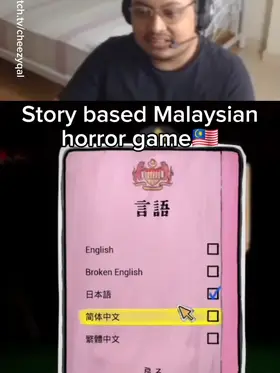 tch.tv/cheezyqal
Story based Malaysian
horror game🇲🇾
言語
English
Broken English
日本語
简体中文
繁體中文